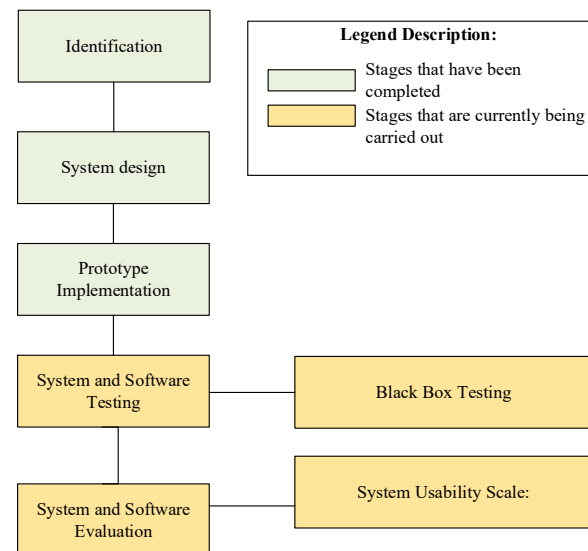 Identification
Legend Description:
Stages that have been
completed
Stages that are currently being
carried out
System design
Prototype
Implementation
System and Software
Testing
Black Box Testing
System and Software
Evaluation
System Usability Scale: